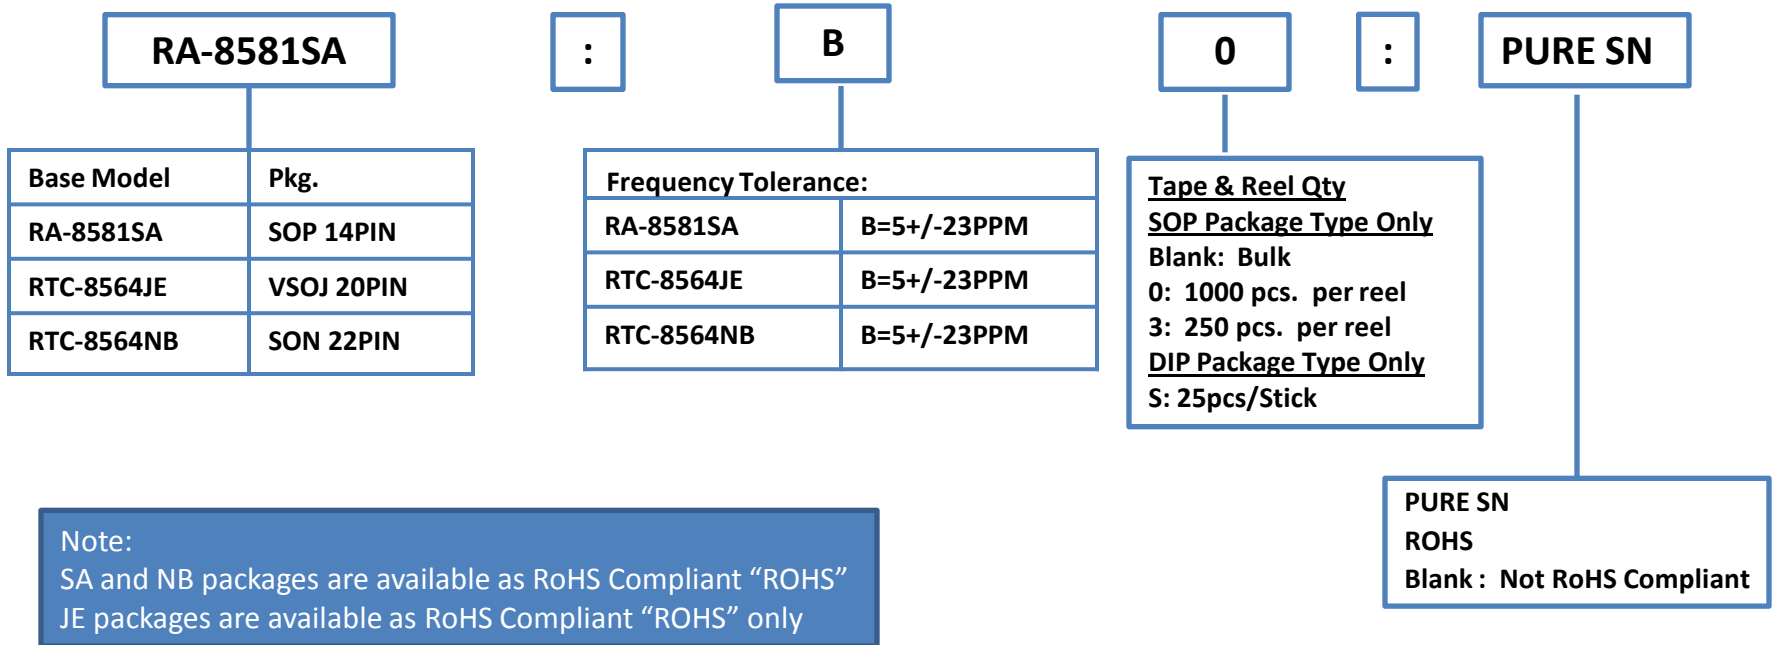 RA-8581SA : B 0 : PURE SN
Base Model Pkg.
RA-8581SA SOP 14PIN
RTC-8564JE VSOJ 20PIN
RTC-8564NB SON 22PIN
Frequency Tolerance:
RA-8581SA B=5+/-23PPM
RTC-8564JE B=5+/-23PPM
RTC-8564NB B=5+/-23PPM
Tape & Reel Qty
SOP Package Type Only
Blank: Bulk
0: 1000 pcs. per reel
3: 250 pcs. per reel
DIP Package Type Only
S: 25pcs/Stick
PURE SN
ROHS
Blank : Not RoHS Compliant
Note:
SA and NB packages are available as RoHS Compliant “ROHS”
JE packages are available as RoHS Compliant “ROHS” only